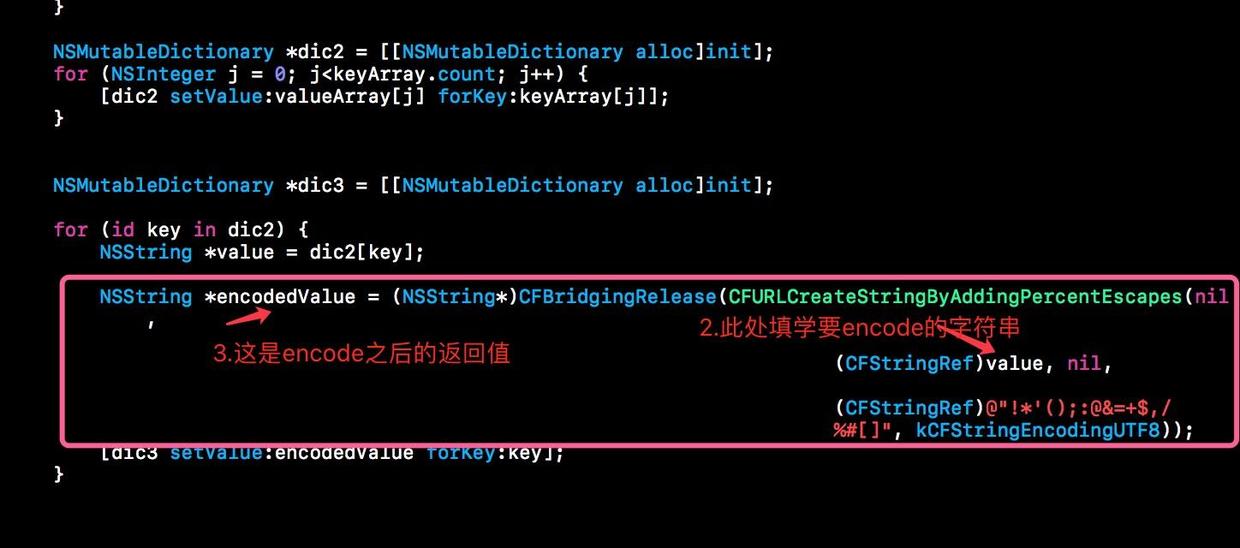 }
NSMutableDictionary *dic2 = [[NSMutableDictionary alloc]init];
for (NSInteger j = 0; j<keyArray.count; j++) {
[dic2 setValue:valueArray[j] forKey:keyArray[j]];
}
NSMutableDictionary *dic3 = [[NSMutableDictionary alloc]init];
for (id key in dic2) {
NSString *value = dic2[key];
NSString *encodedValue = (NSString*)CFBridgingRelease(CFURLCreateStringByAddingPercentEscapes(nil
,
2.此处填学要encode的字符串
3.这是encode之后的返回值
(CFStringRef)value, nil,
(CFStringRef)@"!*'();:@&=+$,/
%#[]", kCFStringEncodingUTF8));
[dic3 setValue:encodedValue forKey:key];
}